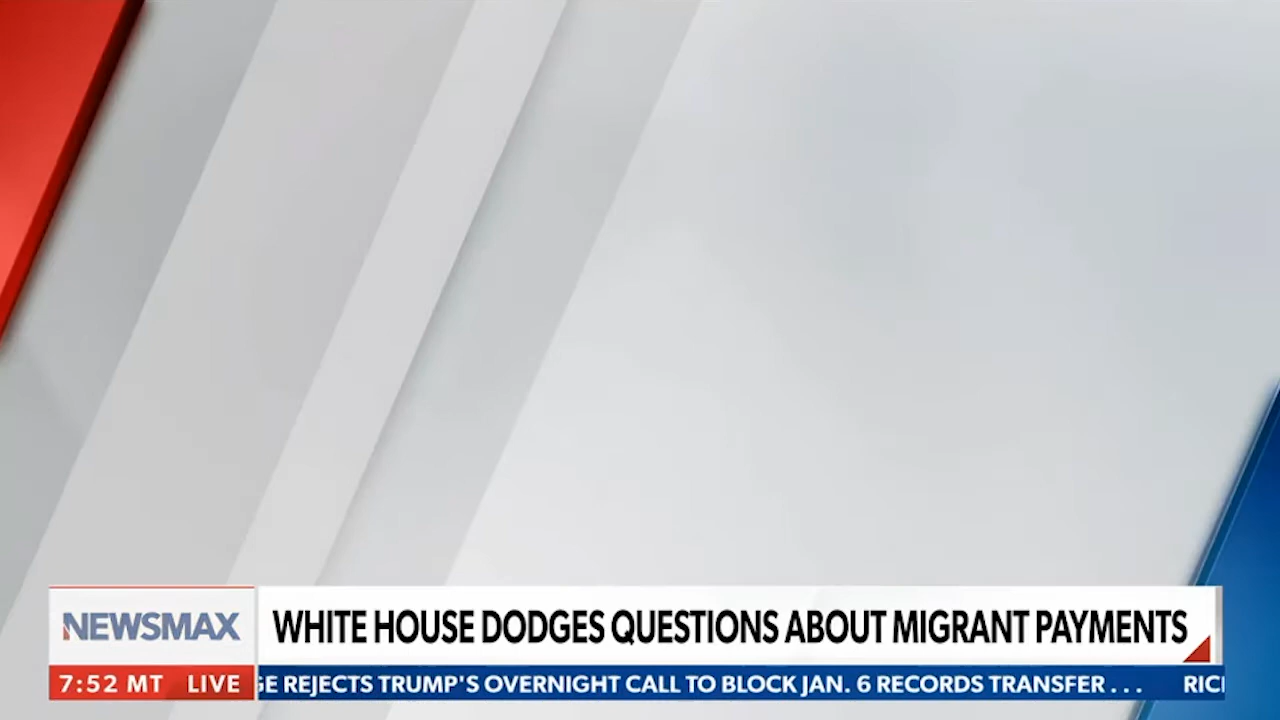 NEWSMAX
WHITE HOUSE DODGES QUESTIONS ABOUT MIGRANT PAYMENTS
7:52 MT LIVE
REJECTS TRUMP'S OVERNIGHT CALL TO BLOCK JAN. 6 RECORDS TRANSFER . . .